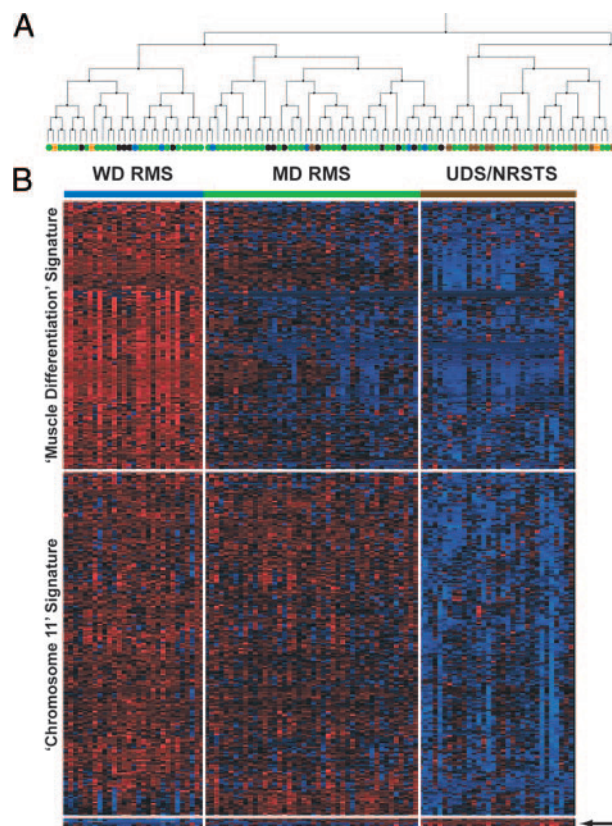 A
B
WD RMS MD RMS UDS/NRSTS
'Muscle Differentiation' Signature
'Chromosome 11' Signature